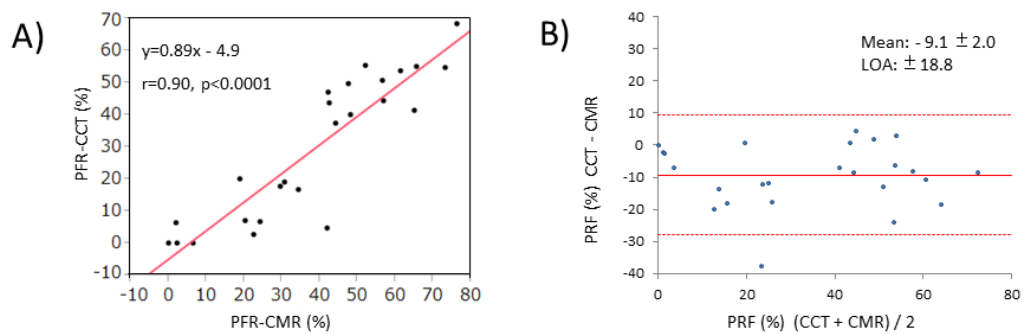 A)
y=0.89x - 4.9
r=0.90, p<0.0001
PFR-CCT (%)
70
60
50
40
30
20
10
0
-10
-10 0 10 20 30 40 50 60 70 80
PFR-CMR (%)
B)
Mean: - 9.1 ± 2.0
LOA: ± 18.8
PRF (%) CCT - CMR
40
30
20
10
0
-10
-20
-30
-40
0 20 40 60 80 100
PRF (%) (CCT + CMR) / 2